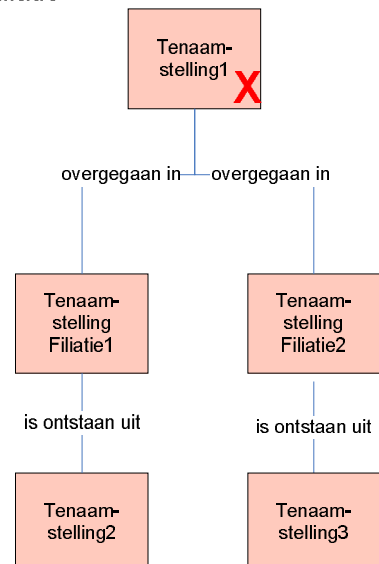 Tenaam-
stelling1
X
overgegaan in overgegaan in
Tenaam-
stelling
Filiatie1
Tenaam-
stelling
Filiatie2
is ontstaan uit
is ontstaan uit
Tenaam-
stelling2
Tenaam-
stelling3